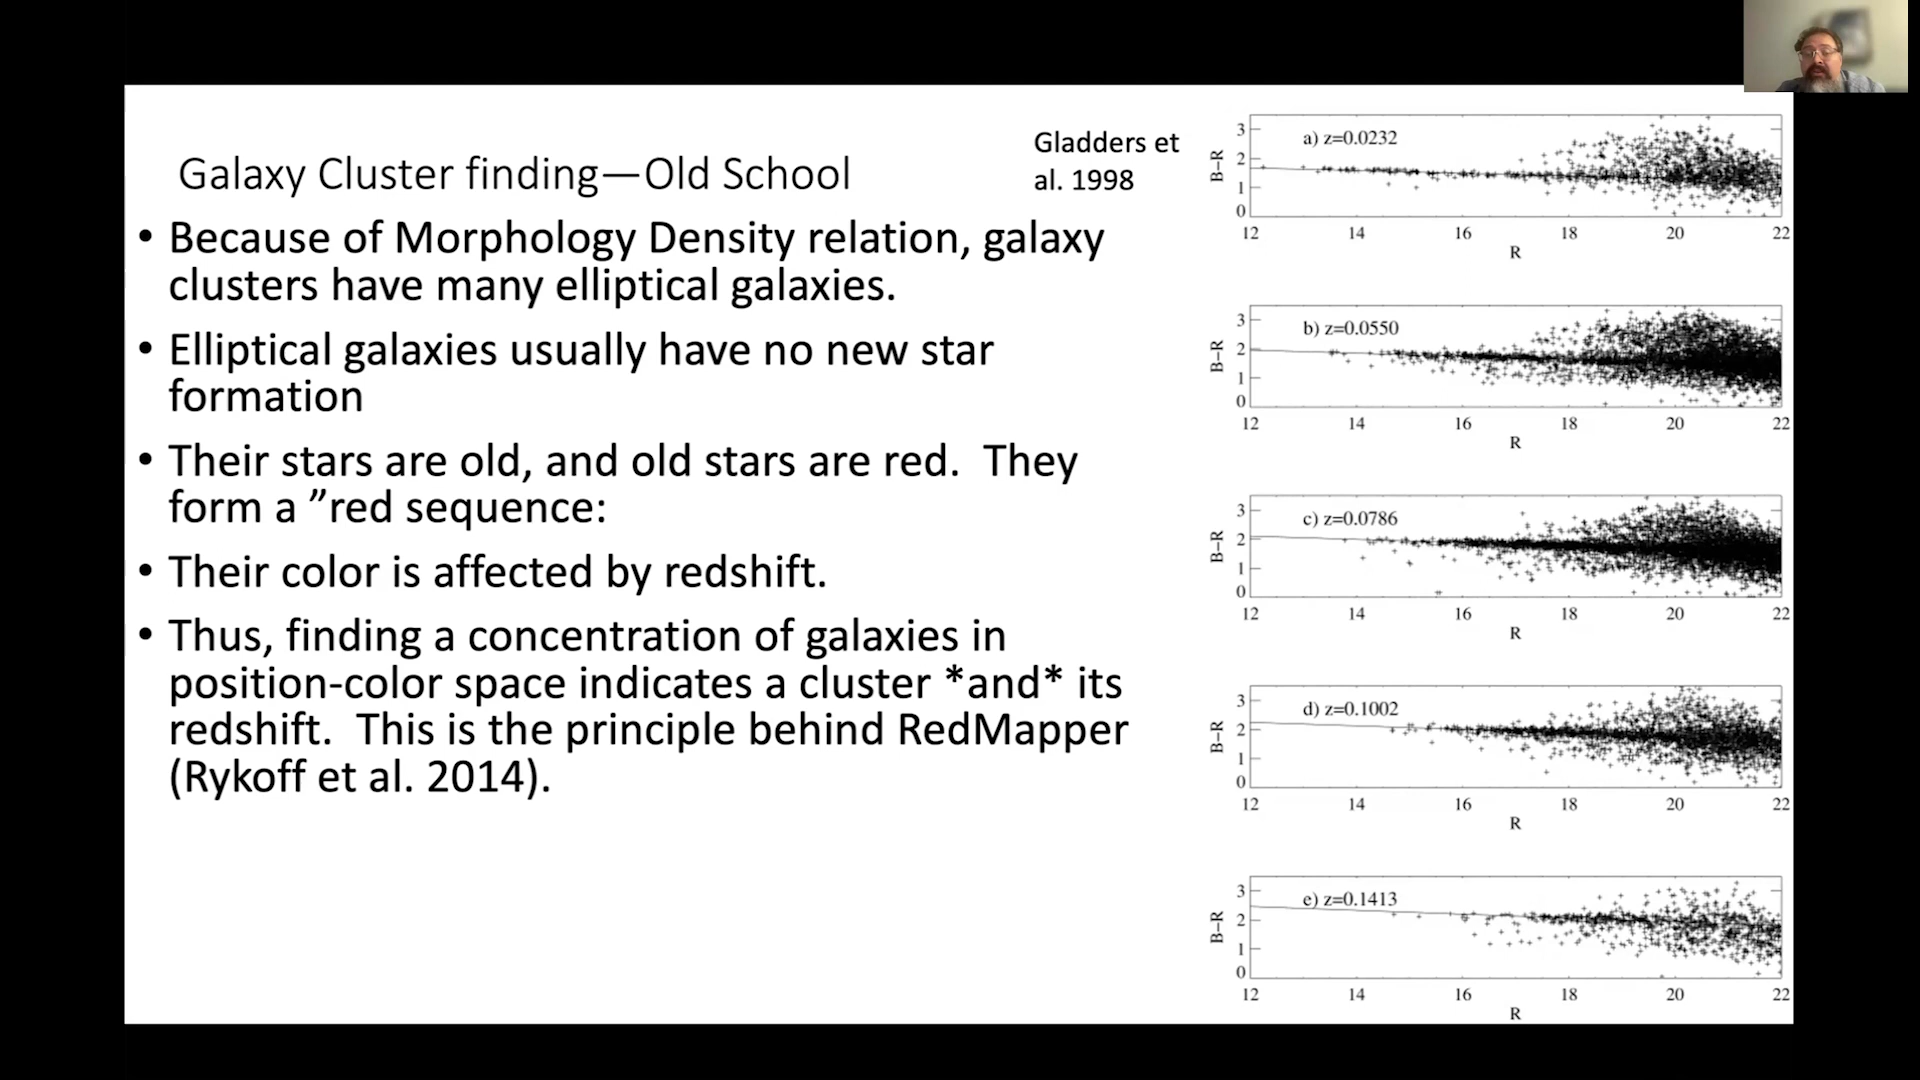 Galaxy Cluster finding—Old School
Gladders et
al. 1998
• Because of Morphology Density relation, galaxy
clusters have many elliptical galaxies.
• Elliptical galaxies usually have no new star
formation
• Their stars are old, and old stars are red.  They
form a ”red sequence:
• Their color is affected by redshift.
• Thus, finding a concentration of galaxies in
position-color space indicates a cluster *and* its
redshift.  This is the principle behind RedMapper
(Rykoff et al. 2014).
a) z=0.0232
B−R
3
2
1
0
12 14 16 18 20 22
R
b) z=0.0550
B−R
3
2
1
0
12 14 16 18 20 22
R
c) z=0.0786
B−R
3
2
1
0
12 14 16 18 20 22
R
d) z=0.1002
B−R
3
2
1
0
12 14 16 18 20 22
R
e) z=0.1413
B−R
3
2
1
0
12 14 16 18 20 22
R